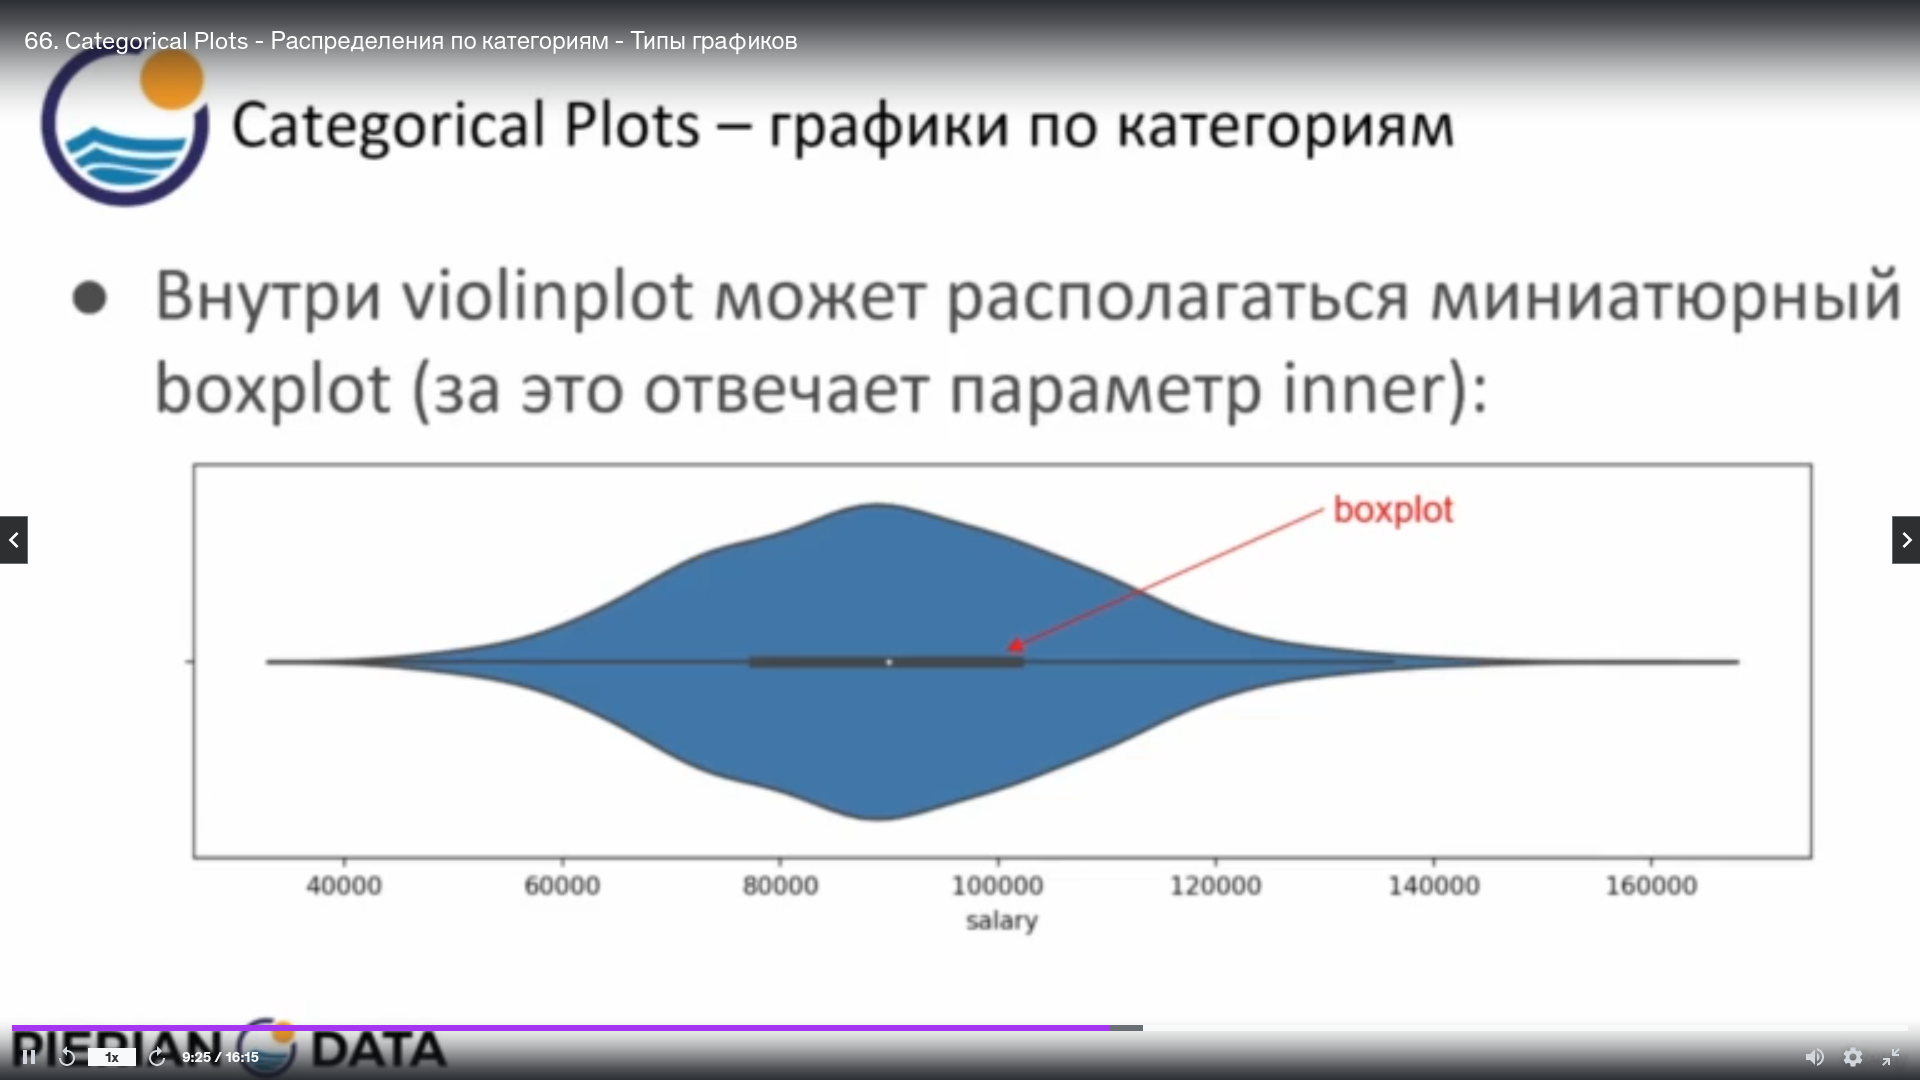 66. Categorical Plots - Распределения по категориям - Типы графиков
Categorical Plots – графики по категориям
● Внутри violinplot может располагаться миниатюрный
boxplot (за это отвечает параметр inner):
boxplot
40000 60000 80000 100000 120000 140000 160000
salary
PIERIAN DATA
1x 9:25 / 16:15